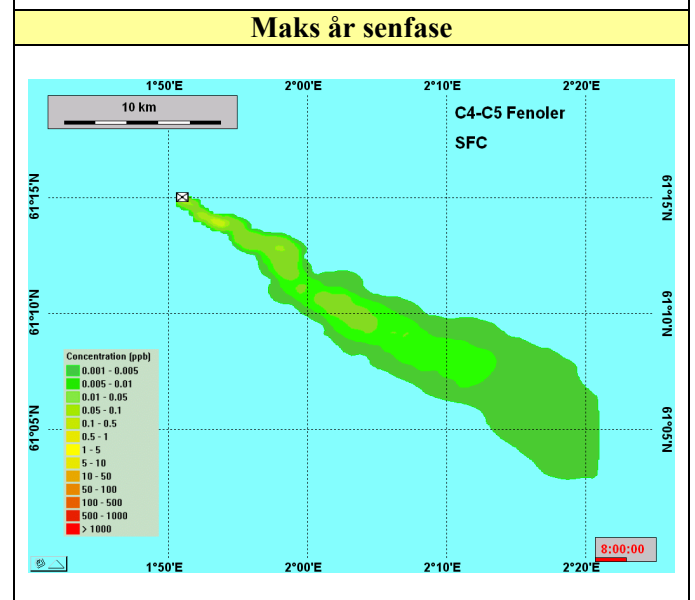 Maks år senfase
1°50'E 2°00'E 2°10'E 2°20'E
10 km
C4-C5 Fenoler
SFC
61°15'N 61°15'N
61°10'N 61°10'N
61°05'N 61°05'N
Concentration (ppb)
0.001 - 0.005
0.005 - 0.01
0.01 - 0.05
0.05 - 0.1
0.1 - 0.5
0.5 - 1
1 - 5
5 - 10
10 - 50
50 - 100
100 - 500
500 - 1000
> 1000
8:00:00
1°50'E 2°00'E 2°10'E 2°20'E